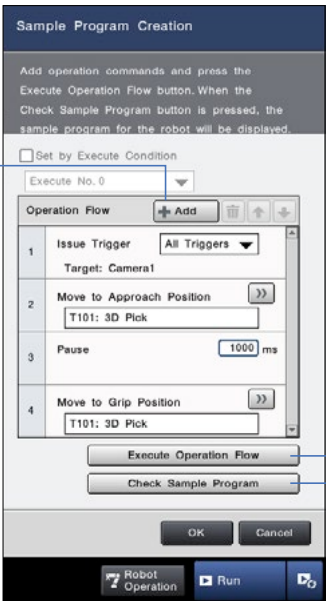 Sample Program Creation
Add operation commands and press the
Execute Operation Flow button. When the
Check Sample Program button is pressed, the
sample program for the robot will be displayed.
Set by Execute Condition
Execute No. 0
Operation Flow Add
1 Issue Trigger All Triggers
Target: Camera1
2 Move to Approach Position
T101: 3D Pick
3 Pause 1000 ms
4 Move to Grip Position
T101: 3D Pick
Execute Operation Flow
Check Sample Program
OK Cancel
Robot
Operation Run